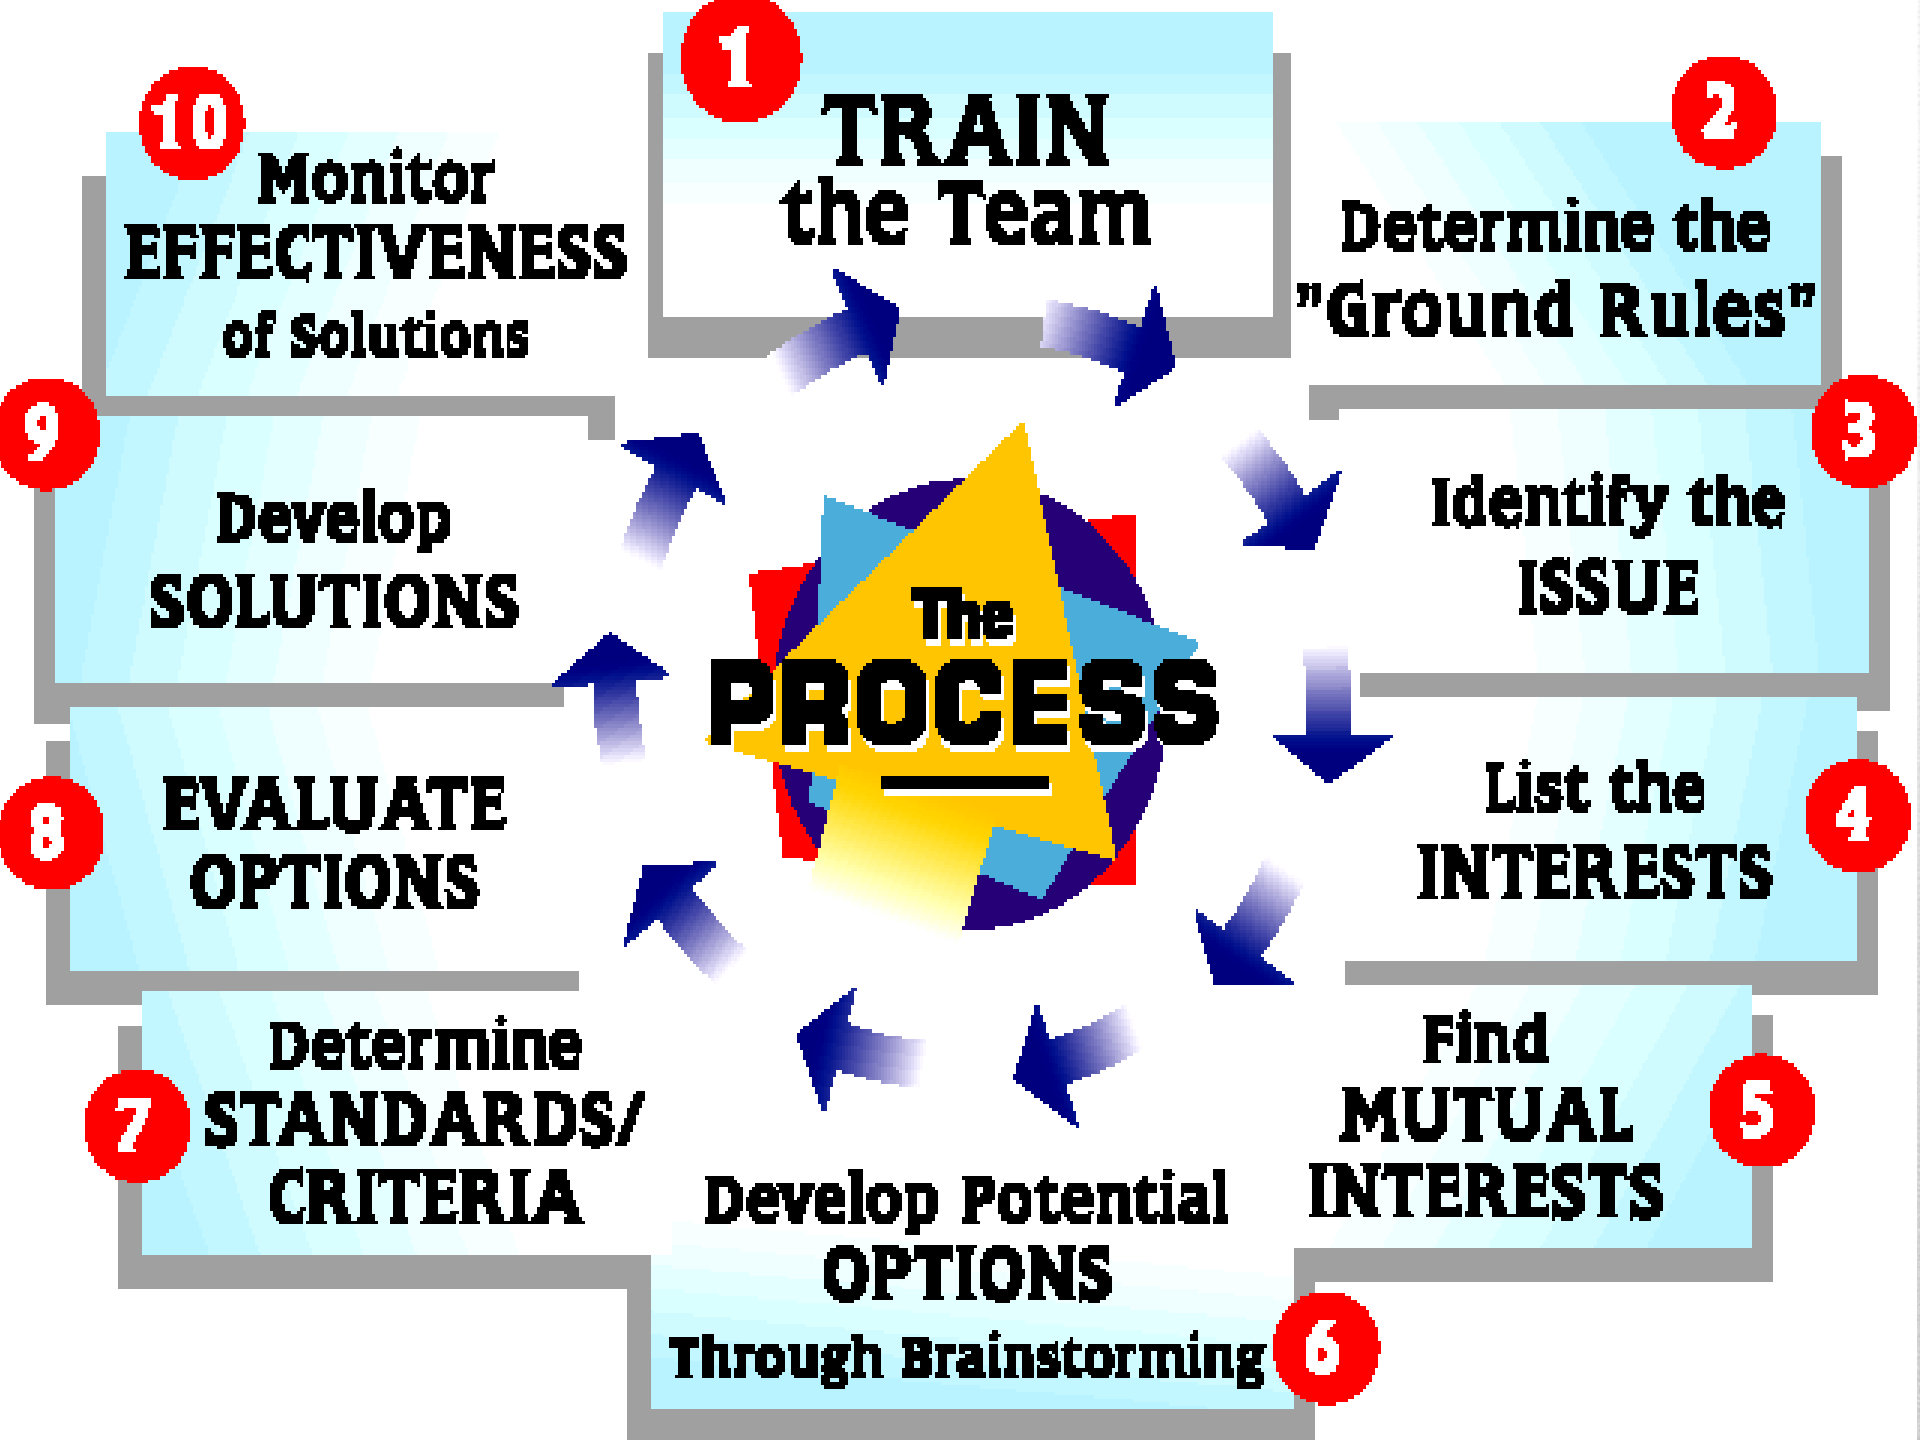 1
TRAIN
the Team
2
Determine the
"Ground Rules"
3
Identify the
ISSUE
4
List the
INTERESTS
5
Find
MUTUAL
INTERESTS
6
Develop Potential
OPTIONS
Through Brainstorming
7
Determine
STANDARDS/
CRITERIA
8
EVALUATE
OPTIONS
9
Develop
SOLUTIONS
10
Monitor
EFFECTIVENESS
of Solutions
The
PROCESS